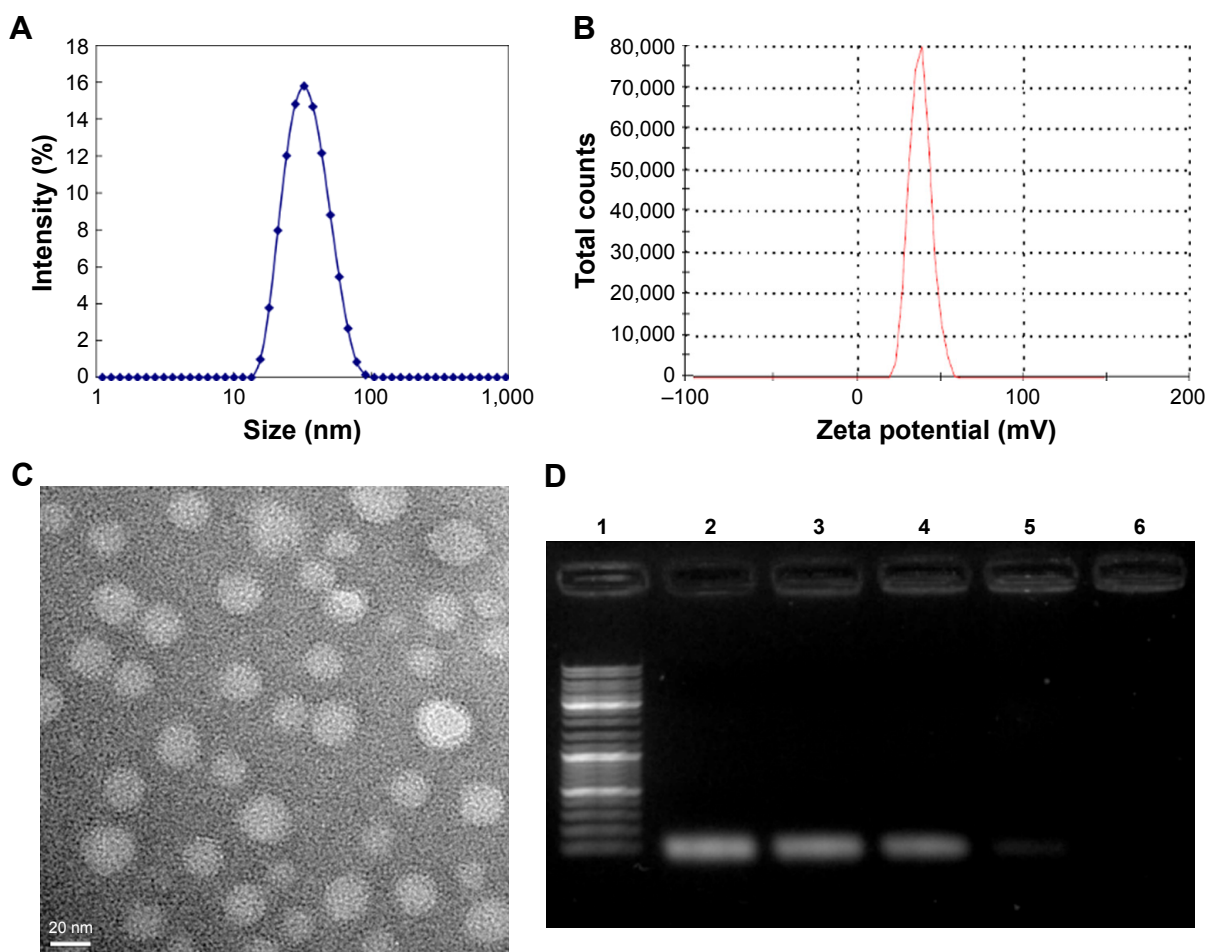 A
18
16
14
12
10
8
6
4
2
0
Intensity (%)
1 10 100 1,000
Size (nm)
B
80,000
70,000
60,000
50,000
40,000
30,000
20,000
10,000
0
Total counts
–100 0 100 200
Zeta potential (mV)
C
20 nm
D
1 2 3 4 5 6